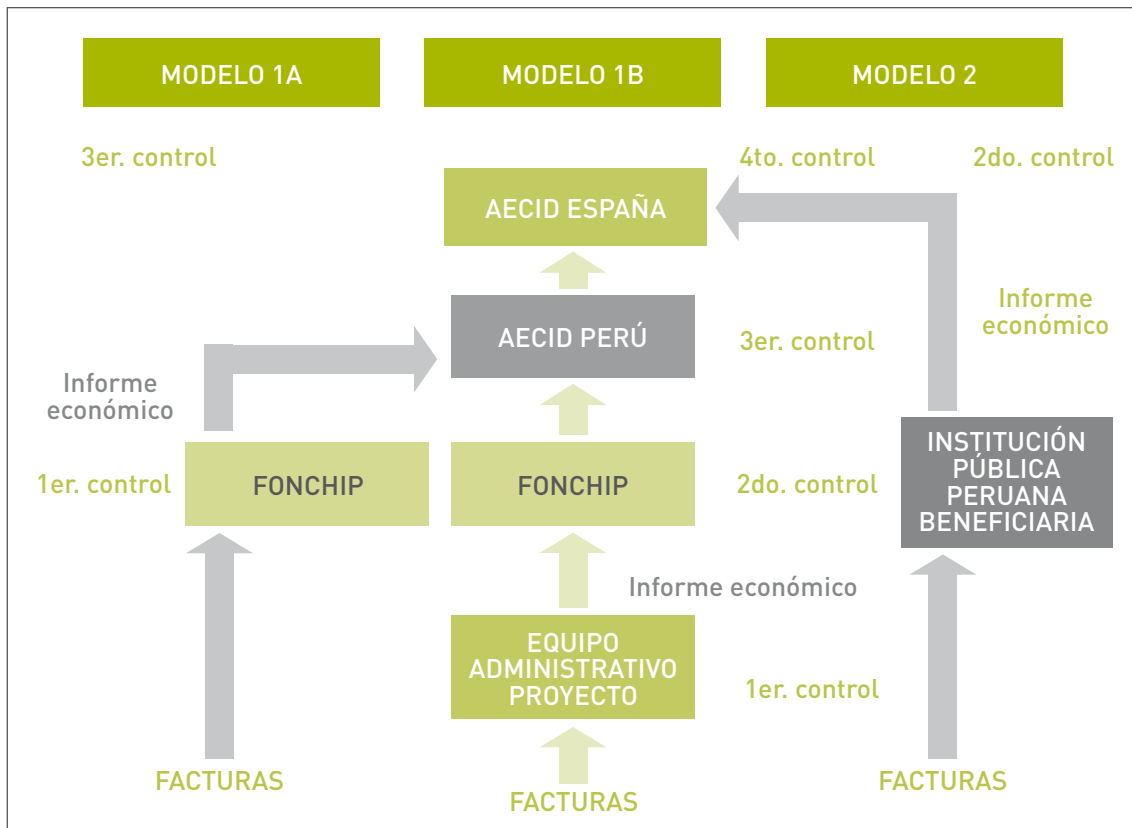 MODELO 1A
MODELO 1B
MODELO 2
3er. control
4to. control
2do. control
AECID ESPAÑA
Informe
económico
AECID PERÚ
3er. control
Informe
económico
1er. control
FONCHIP
FONCHIP
2do. control
INSTITUCIÓN
PÚBLICA
PERUANA
BENEFICIARIA
Informe económico
EQUIPO
ADMINISTRATIVO
PROYECTO
1er. control
FACTURAS
FACTURAS
FACTURAS